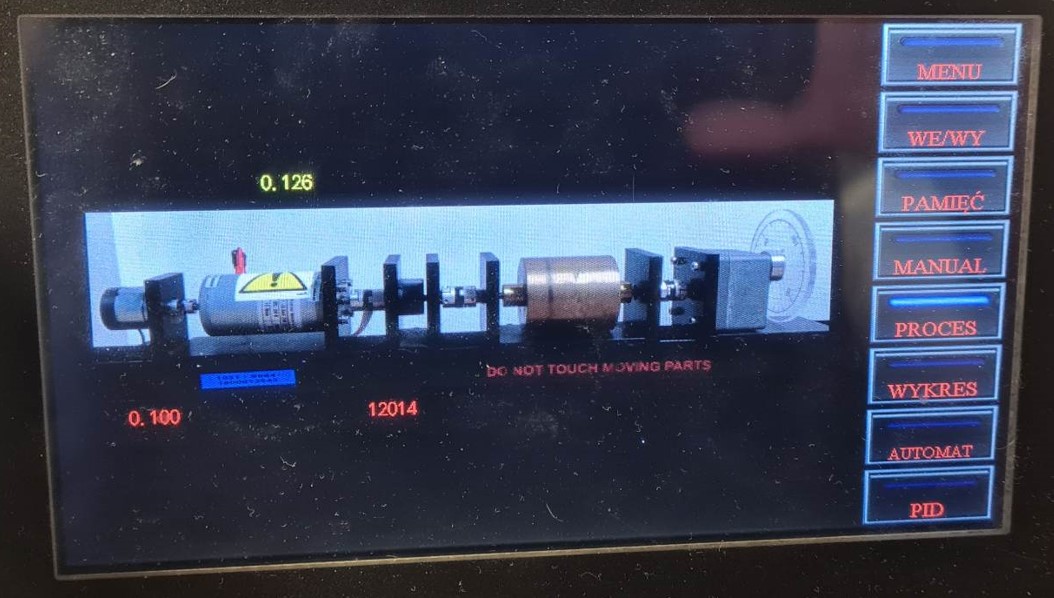 MENU
WE/WY
PAMIĘĆ
0.126
MANUAL
PROCES
DO NOT TOUCH MOVING PARTS
WYKRES
0.100
12014
AUTOMAT
PID